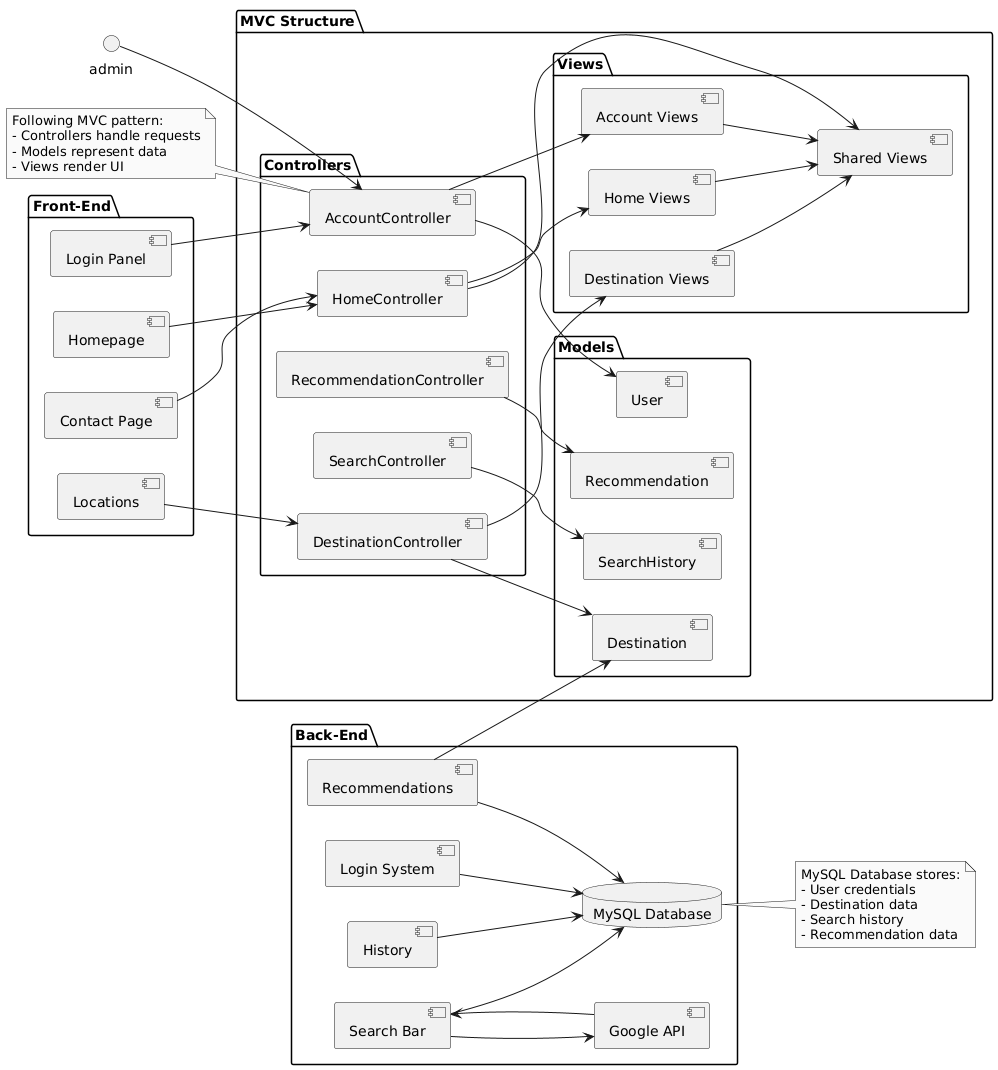 MVC Structure
admin
Views
Account Views
Shared Views
Following MVC pattern:
- Controllers handle requests
- Models represent data
- Views render UI
Controllers
AccountController
Home Views
Front-End
Login Panel
Destination Views
HomeController
Homepage
Models
RecommendationController
User
Contact Page
SearchController
Recommendation
Locations
DestinationController
SearchHistory
Destination
Back-End
Recommendations
Login System
MySQL Database
MySQL Database stores:
- User credentials
- Destination data
- Search history
- Recommendation data
History
Search Bar
Google API